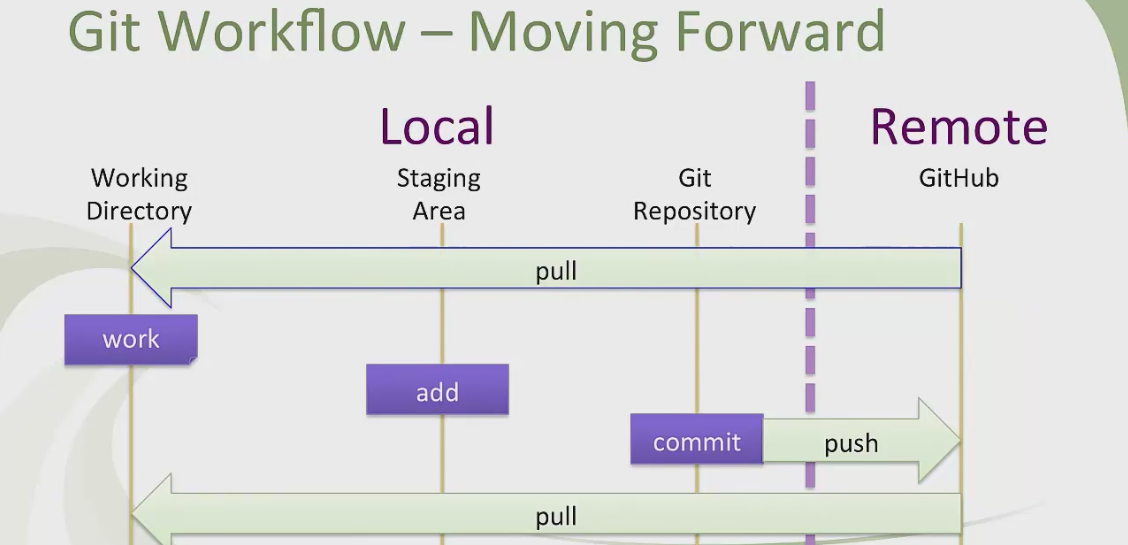 Git Workflow – Moving Forward
Local
Remote
Working
Directory
Staging
Area
Git
Repository
GitHub
pull
work
add
commit
push
pull